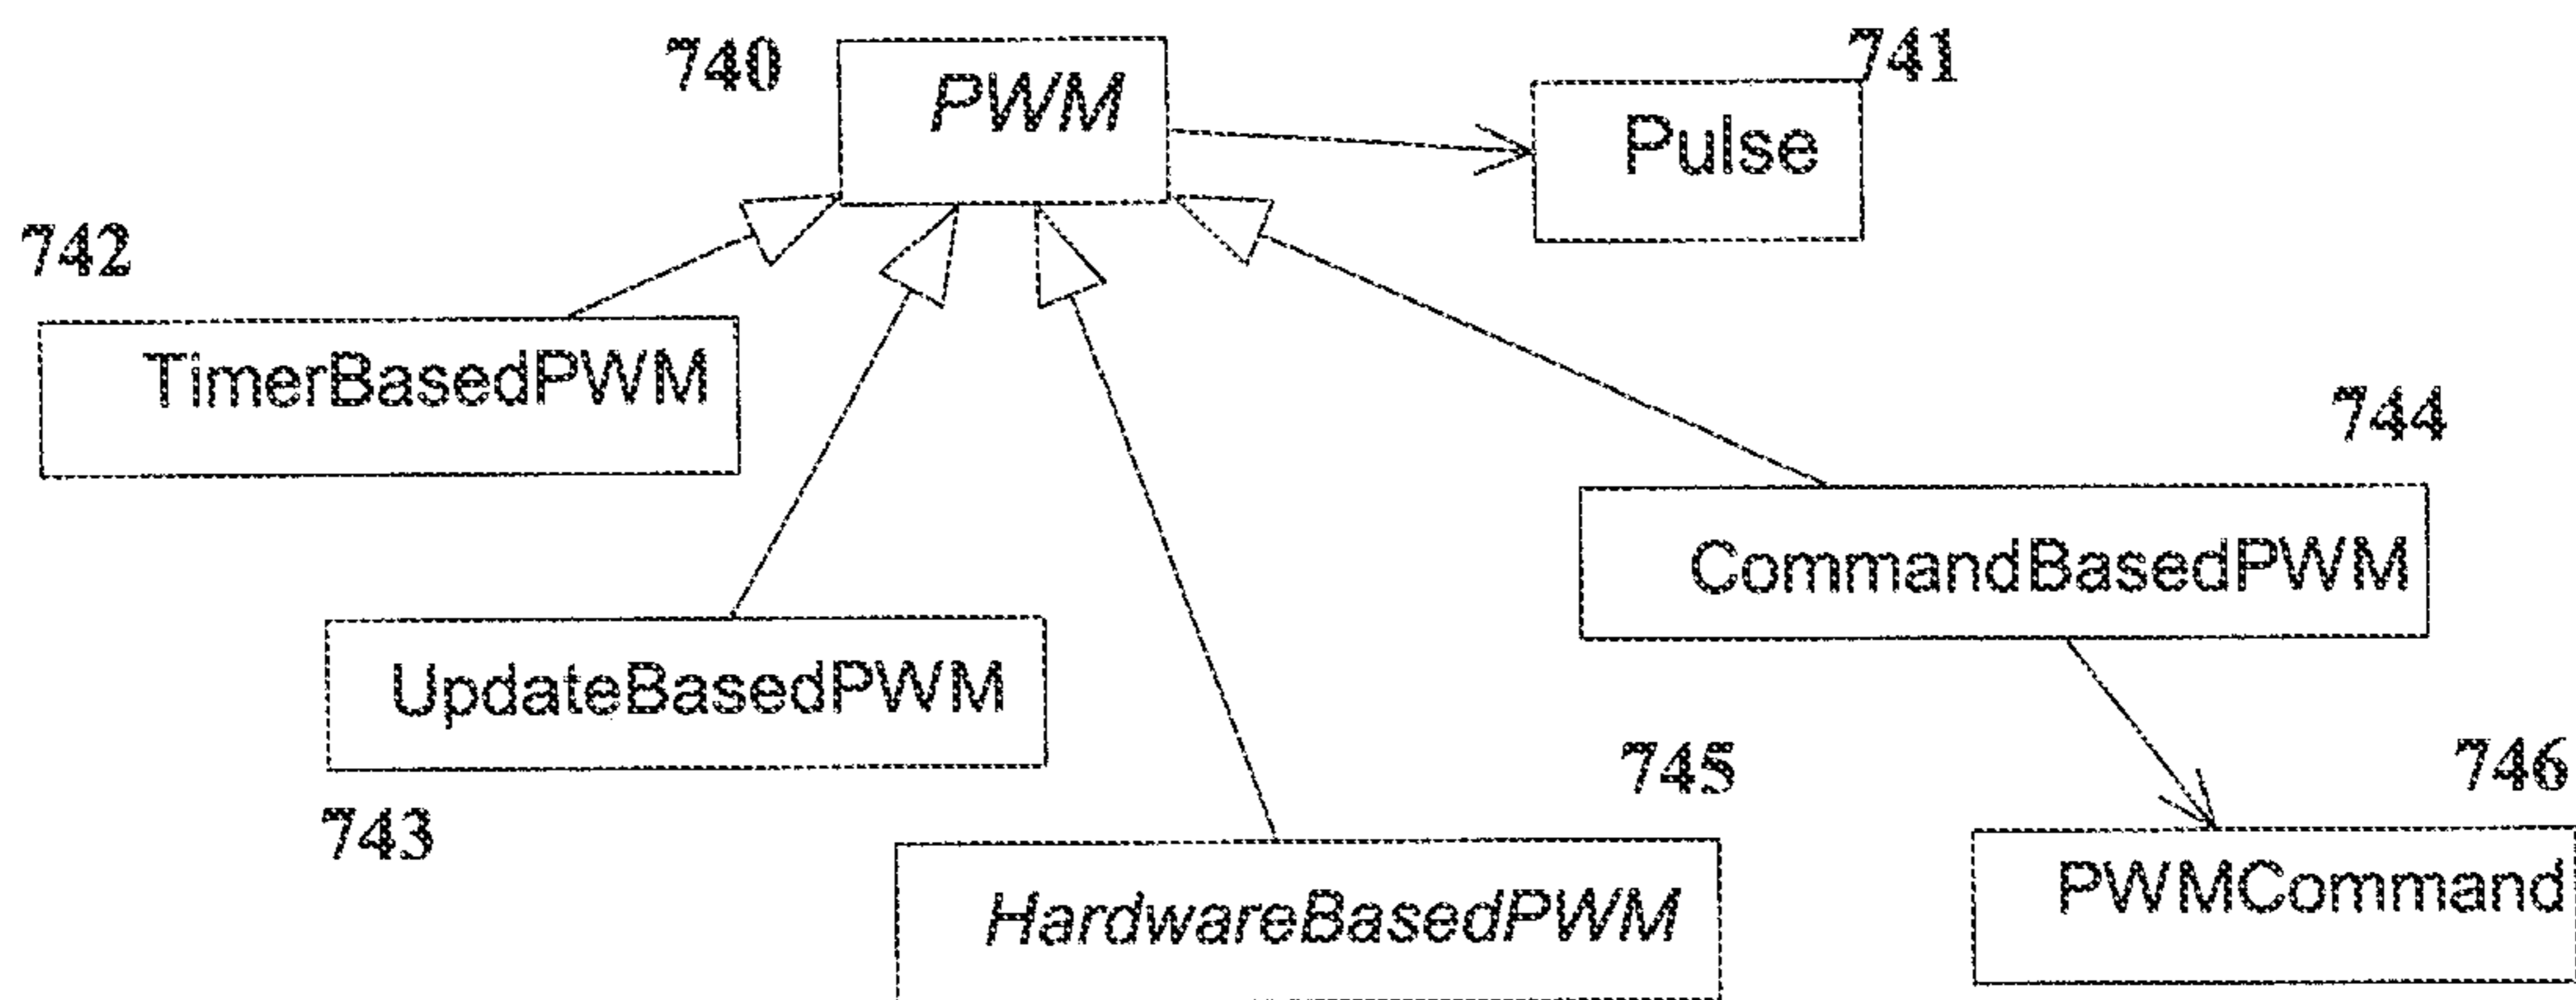 740
PWM
741
Pulse
742
TimerBasedPWM
744
CommandBasedPWM
UpdateBasedPWM
743
745
746
HardwareBasedPWM
PWMCommand